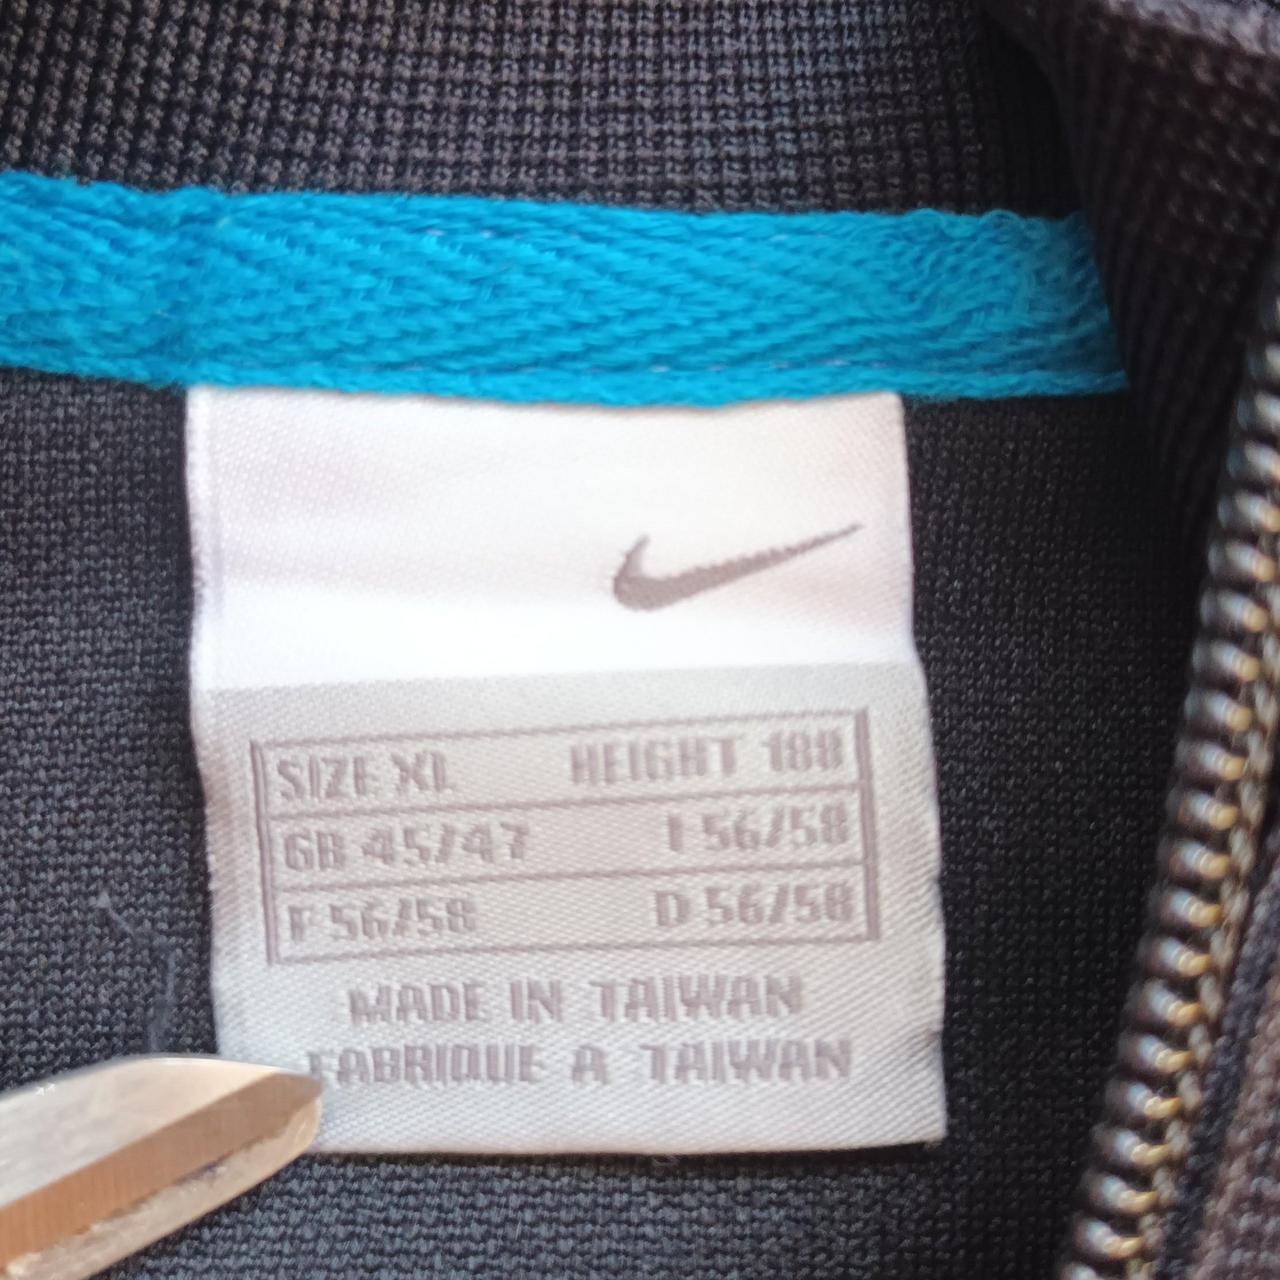 SIZE XL HEIGHT 188
GB 45/47 I 56/58
F 56/58 D 56/58
MADE IN TAIWAN
FABRIQUE A TAIWAN